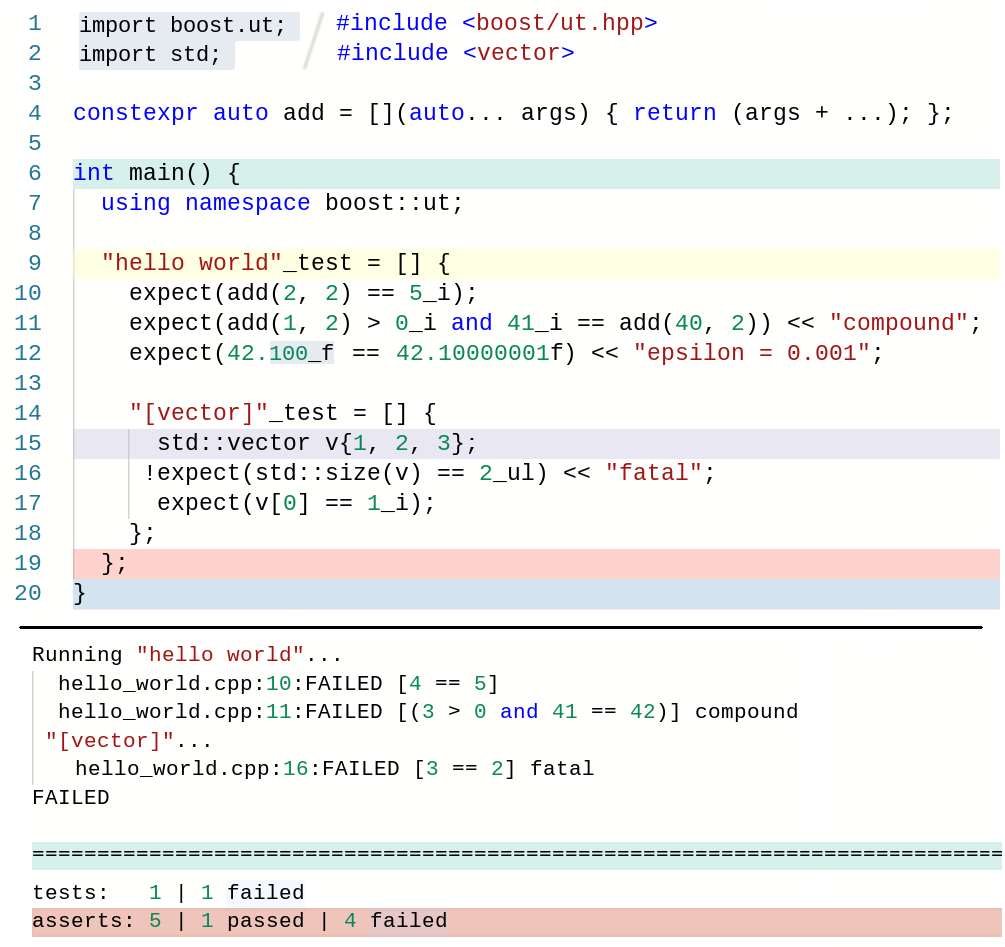 1 import boost.ut; / #include <boost/ut.hpp>
2 import std; #include <vector>
3
4 constexpr auto add = [](auto... args) { return (args + ...); };
5
6 int main() {
7   using namespace boost::ut;
8
9   "hello world"_test = [] {
10     expect(add(2, 2) == 5_i);
11     expect(add(1, 2) > 0_i and 41_i == add(40, 2)) << "compound";
12     expect(42.100_f == 42.10000001f) << "epsilon = 0.001";
13
14     "[vector]"_test = [] {
15       std::vector v{1, 2, 3};
16      !expect(std::size(v) == 2_ul) << "fatal";
17       expect(v[0] == 1_i);
18     };
19   };
20 }
Running "hello world"...
  hello_world.cpp:10:FAILED [4 == 5]
  hello_world.cpp:11:FAILED [(3 > 0 and 41 == 42)] compound
 "[vector]"...
   hello_world.cpp:16:FAILED [3 == 2] fatal
FAILED
===========================================================================
tests:   1 | 1 failed
asserts: 5 | 1 passed | 4 failed